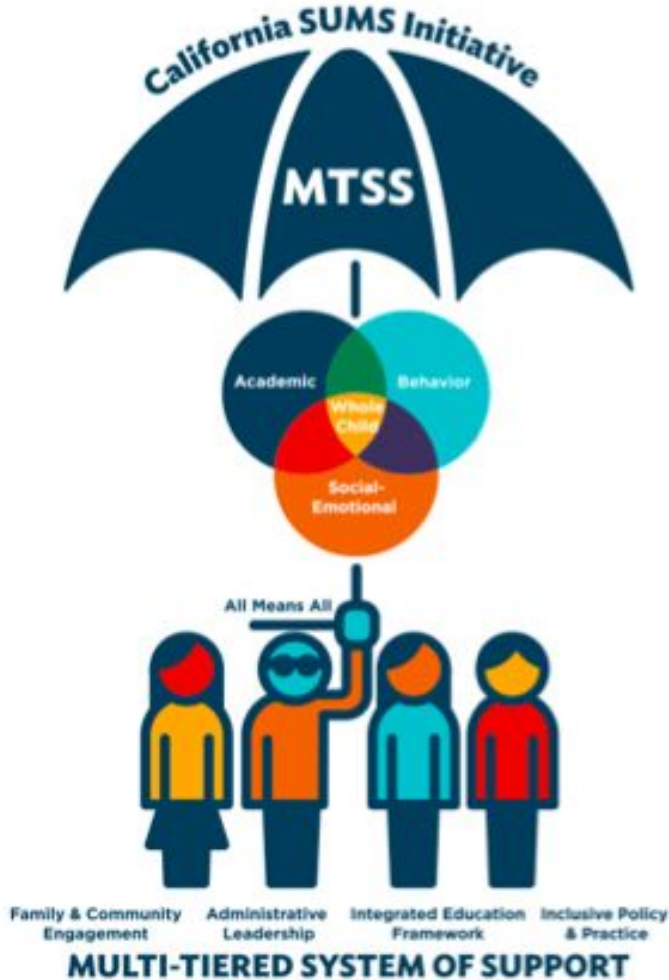 California SUMS Initiative
MTSS
Academic
Behavior
Whole
Child
Social-
Emotional
All Means All
Family & Community
Engagement
Administrative
Leadership
Integrated Education
Framework
Inclusive Policy
& Practice
MULTI-TIERED SYSTEM OF SUPPORT